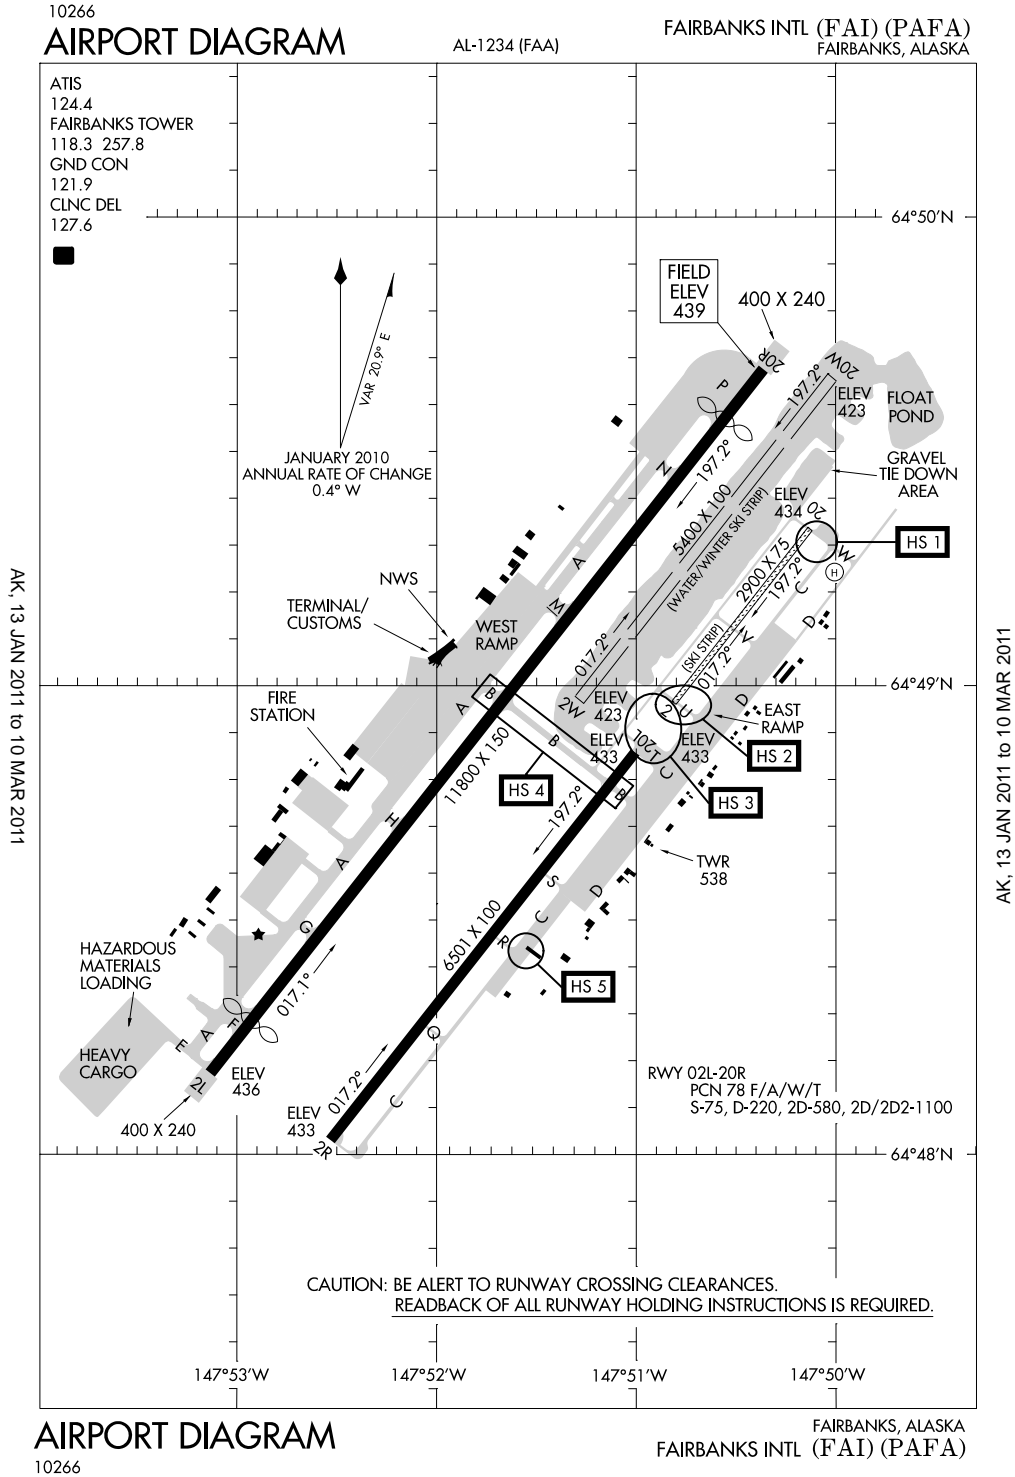 10266
AIRPORT DIAGRAM
AL-1234 (FAA)
FAIRBANKS INTL (FAI) (PAFA)
FAIRBANKS, ALASKA
ATIS
124.4
FAIRBANKS TOWER
118.3 257.8
GND CON
121.9
CLNC DEL
127.6
64°50'N
VAR 20.9° E
JANUARY 2010
ANNUAL RATE OF CHANGE
0.4° W
FIELD
ELEV
439
400 X 240
20R
20W
P
197.2°
ELEV
423
FLOAT
POND
GRAVEL
TIE DOWN
AREA
N
197.2°
5400 X 100
(WATER/WINTER SKI STRIP)
ELEV
434
20
HS 1
W
H
2900 X 75
197.2°
C
D
A
M
NWS
TERMINAL/
CUSTOMS
WEST
RAMP
017.2°
(SKI STRIP)
017.2°
V
64°49'N
B
A
2W
ELEV
423
2
U
D
EAST
RAMP
FIRE
STATION
11800 X 150
B
ELEV
433
20L
ELEV
433
HS 2
C
HS 4
B
HS 3
197.2°
H
A
TWR
538
S
D
C
G
R
6501 X 100
HS 5
HAZARDOUS
MATERIALS
LOADING
017.1°
F
A
E
Q
HEAVY
CARGO
2L
ELEV
436
017.2°
C
400 X 240
ELEV
433
2R
RWY 02L-20R
PCN 78 F/A/W/T
S-75, D-220, 2D-580, 2D/2D2-1100
64°48'N
CAUTION: BE ALERT TO RUNWAY CROSSING CLEARANCES.
READBACK OF ALL RUNWAY HOLDING INSTRUCTIONS IS REQUIRED.
147°53'W
147°52'W
147°51'W
147°50'W
AK, 13 JAN 2011 to 10 MAR 2011
AK, 13 JAN 2011 to 10 MAR 2011
AIRPORT DIAGRAM
10266
FAIRBANKS, ALASKA
FAIRBANKS INTL (FAI) (PAFA)